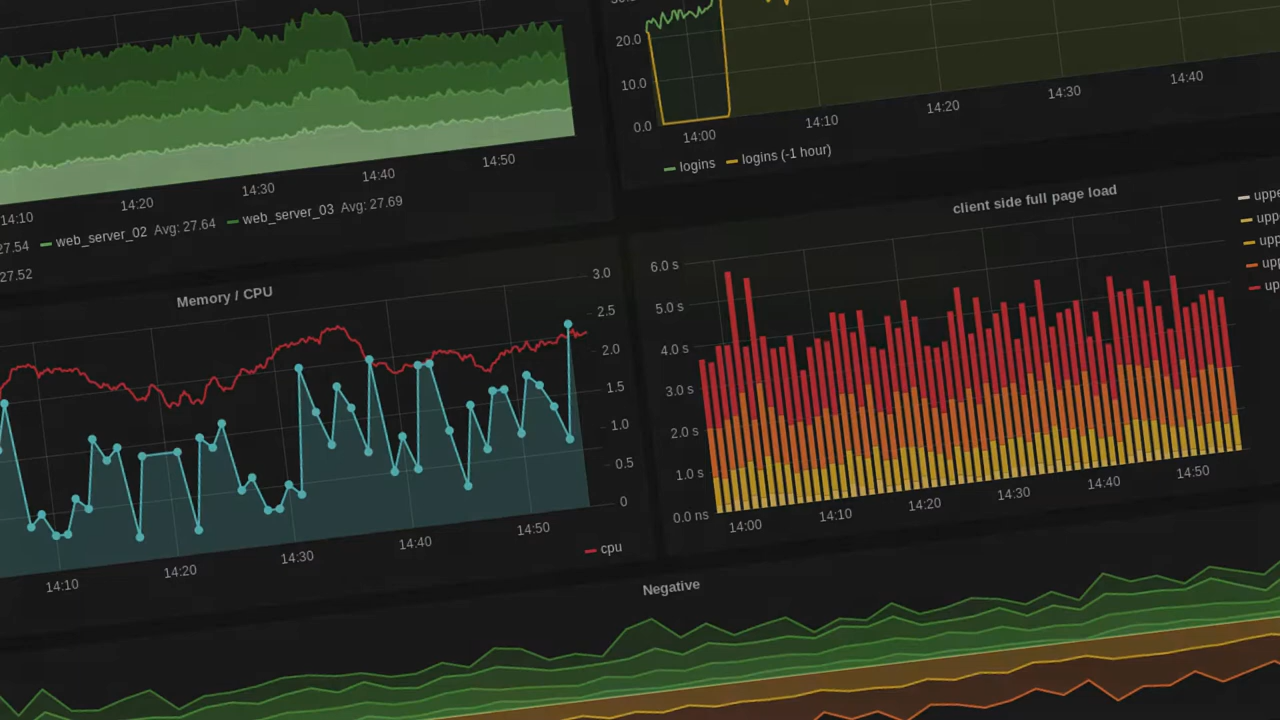 14:10 14:20 14:30 14:40 14:50
27.54 web_server_02 Avg: 27.64 web_server_03 Avg: 27.69
27.52
20.0
10.0
0.0
14:00 14:10 14:20 14:30 14:40
logins logins (-1 hour)
Memory / CPU
3.0
2.5
2.0
1.5
1.0
0.5
0
14:10 14:20 14:30 14:40 14:50
cpu
client side full page load
6.0 s
5.0 s
4.0 s
3.0 s
2.0 s
1.0 s
0.0 ns
14:00 14:10 14:20 14:30 14:40 14:50
uppe
upp
upp
upp
up
Negative